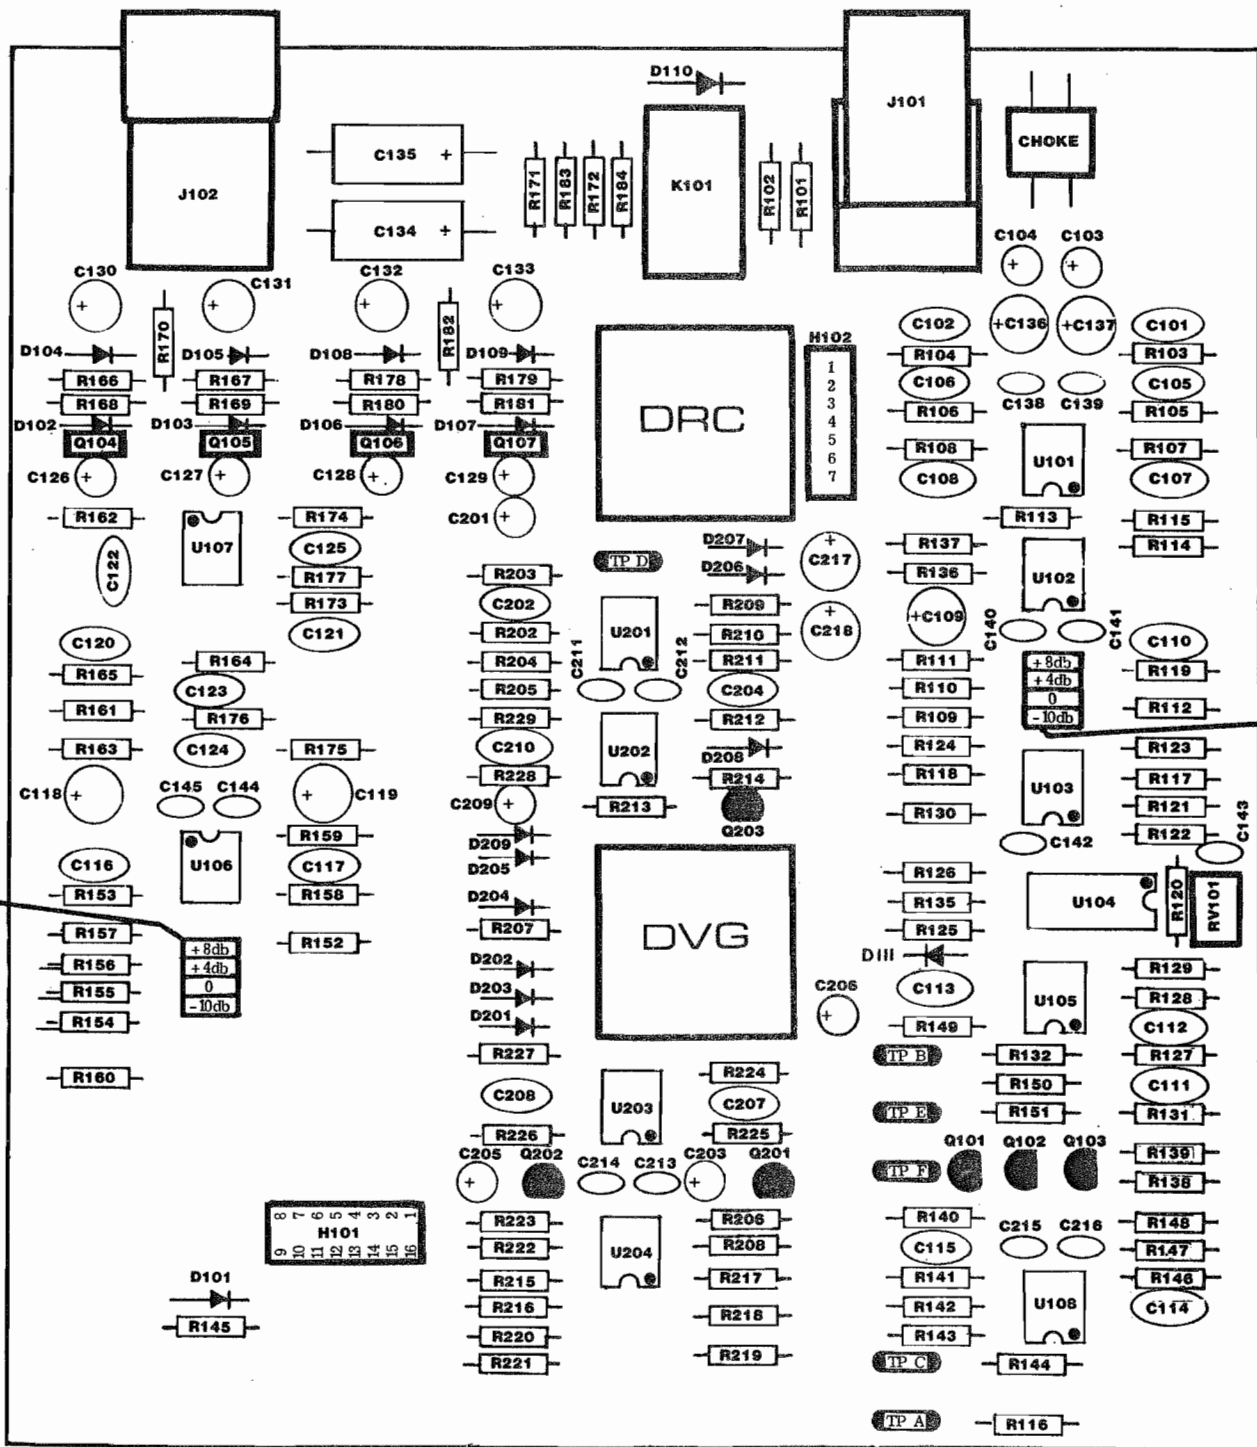 D110
J101
CHOKE
C135 +
J102
K101
R171
R183
R172
R184
R102
R101
C134 +
C104
C103
+
+
C130
C131
C132
C133
+
+
+
+
R170
R182
C102
+C136
+C137
C101
D104
D105
D108
D109
H102
R104
R103
R166
R167
R178
R179
1
2
3
4
5
6
7
DRC
C106
C138
C139
C105
R168
R169
R180
R181
R106
R105
D102
D103
D106
D107
Q104
Q105
Q106
Q107
R108
U101
R107
C126
+
C127
+
C128
+
C129
+
C108
C107
R162
U107
R174
C201
+
R113
R115
C122
C125
TP D
D207
D206
+
C217
R137
U102
R114
R177
R203
R136
R173
C202
U201
R209
+
C218
+C109
C140
C141
C121
R202
R210
C120
R164
R204
C211
C212
R211
R111
+8db
+4db
0
-10db
C110
R165
C123
R205
C204
R110
R119
R161
R176
R229
U202
R212
R109
R112
R163
C124
R175
C210
D208
R124
U103
R123
R228
R214
R118
R117
C118
+
C145
C144
+
C119
C209
+
R213
Q203
R130
R121
R159
D209
C142
R122
C143
U106
D205
C116
C117
R126
U104
R120
RV101
R153
R158
D204
DVG
R135
R157
R152
R207
R125
+8db
+4db
0
-10db
R156
D202
D111
R129
R155
D203
C206
+
C113
U105
R128
R154
D201
R149
C112
R227
TP B
R132
R127
R160
R224
R150
C111
C208
U203
C207
TP E
R151
R131
R226
R225
C205
+
Q202
C214
C213
C203
+
Q201
TP F
Q101
Q102
Q103
R139
R138
8 7 6 5 4 3 2 1
H101
9 10 11 12 13 14 15 16
R223
U204
R206
R140
C215
C216
R148
R222
R208
C115
R147
R215
R217
R141
U108
R146
D101
R216
R218
R142
C114
R145
R220
R143
R221
R219
TP C
R144
TP A
R116